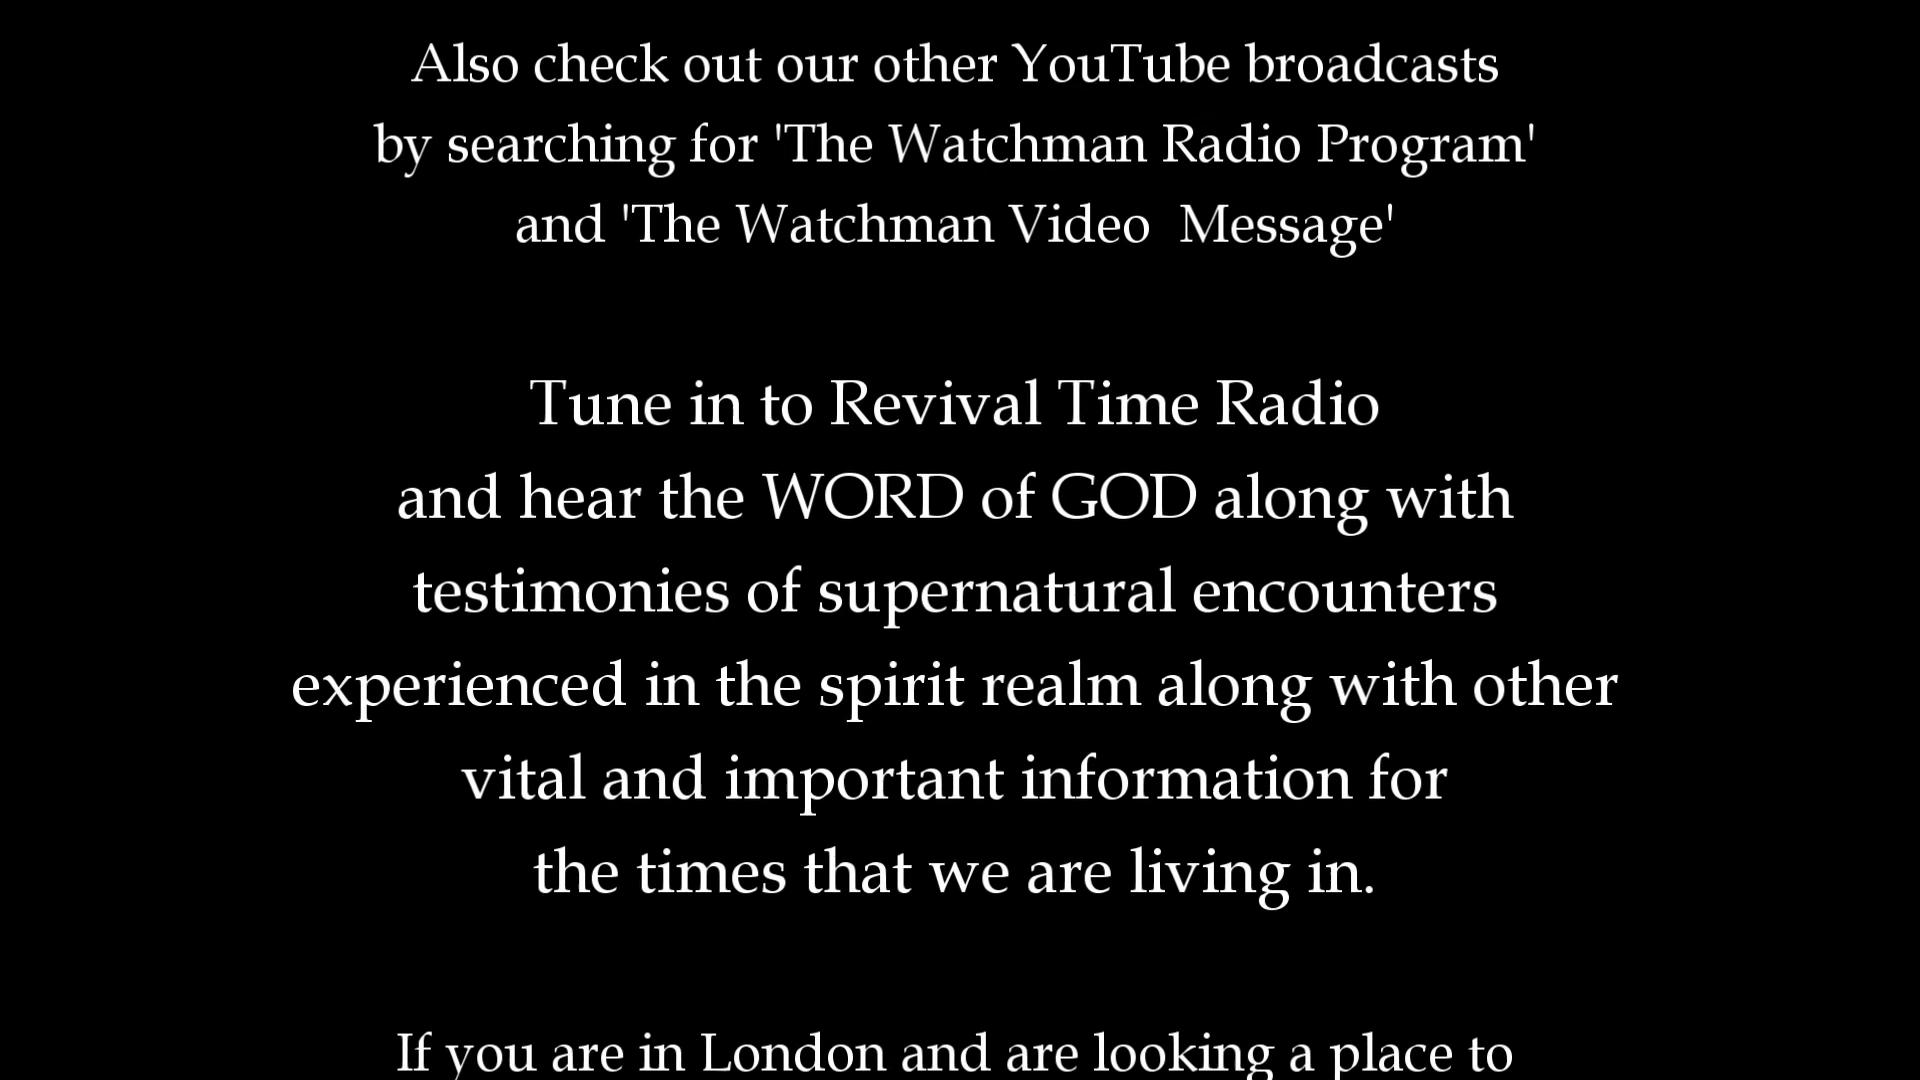 Also check out our other YouTube broadcasts
by searching for 'The Watchman Radio Program'
and 'The Watchman Video  Message'
Tune in to Revival Time Radio
and hear the WORD of GOD along with
testimonies of supernatural encounters
experienced in the spirit realm along with other
vital and important information for
the times that we are living in.
If you are in London and are looking a place to